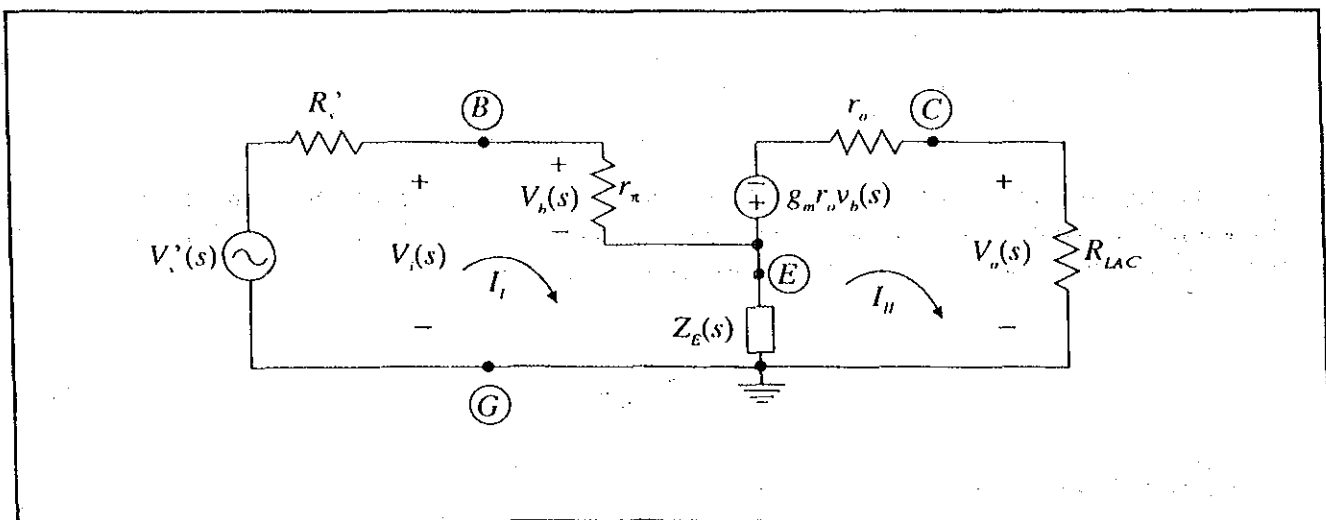 R_s'
B
r_o
C
V_s'(s)
+
V_i(s)
−
I_I
+
V_b(s)
−
r_π
−
+
g_m r_o v_b(s)
E
Z_E(s)
I_II
+
V_o(s)
−
R_LAC
G